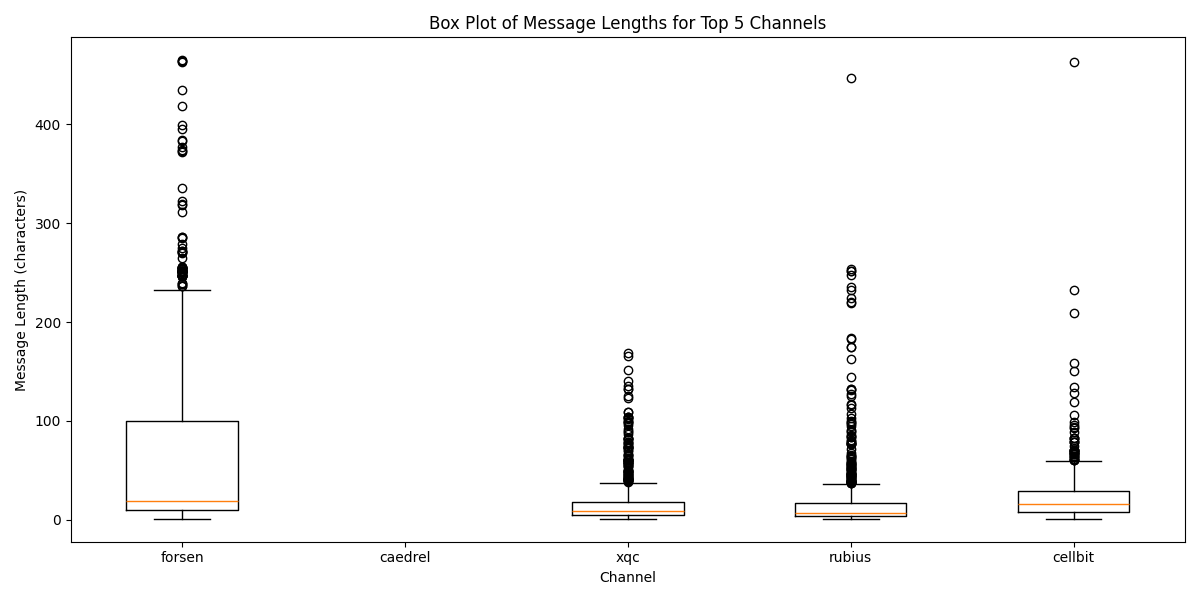 Box Plot of Message Lengths for Top 5 Channels
Message Length (characters)
400
300
200
100
0
forsen caedrel xqc rubius cellbit
Channel